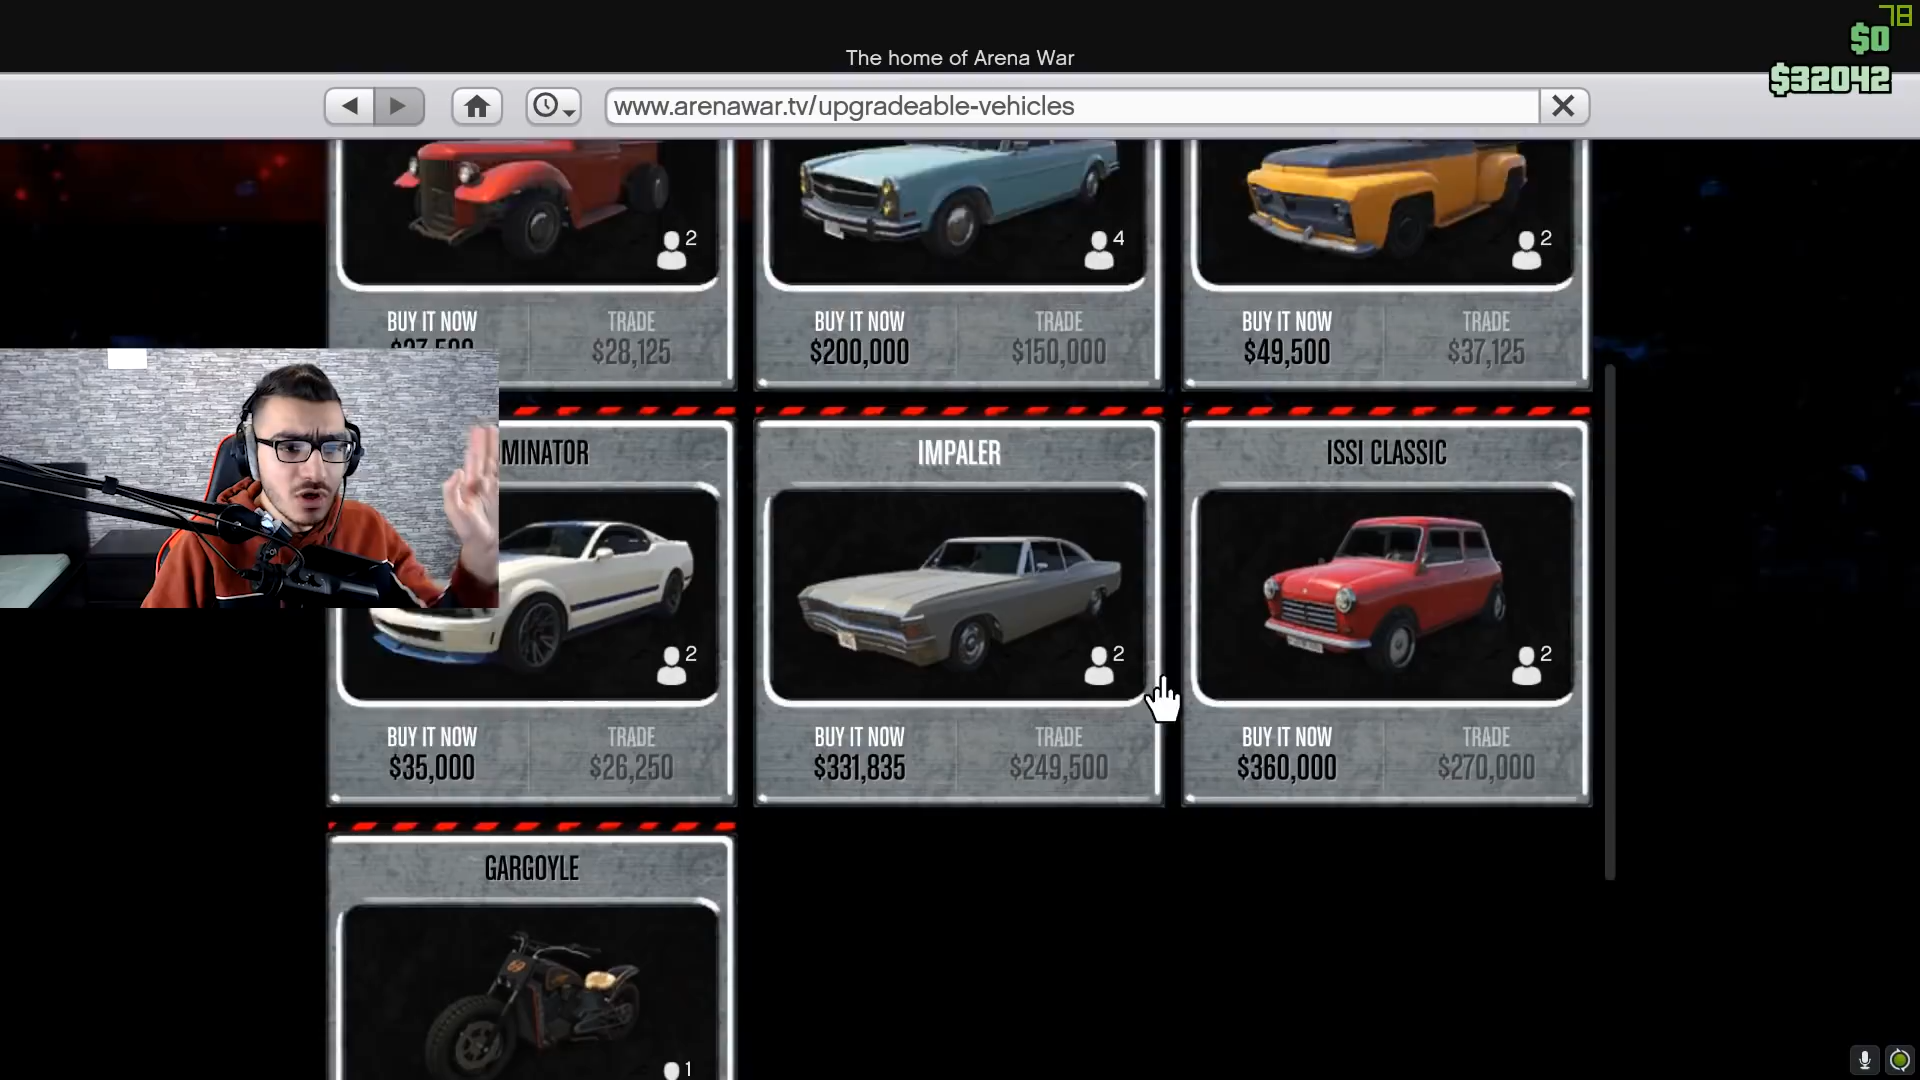 78
$0
$32042
The home of Arena War
www.arenawar.tv/upgradeable-vehicles
2
4
2
BUY IT NOW
TRADE
BUY IT NOW
TRADE
BUY IT NOW
TRADE
$28,125
$200,000
$150,000
$49,500
$37,125
MINATOR
IMPALER
ISSI CLASSIC
2
2
2
BUY IT NOW
TRADE
BUY IT NOW
TRADE
BUY IT NOW
TRADE
$35,000
$26,250
$331,835
$249,500
$360,000
$270,000
GARGOYLE
1